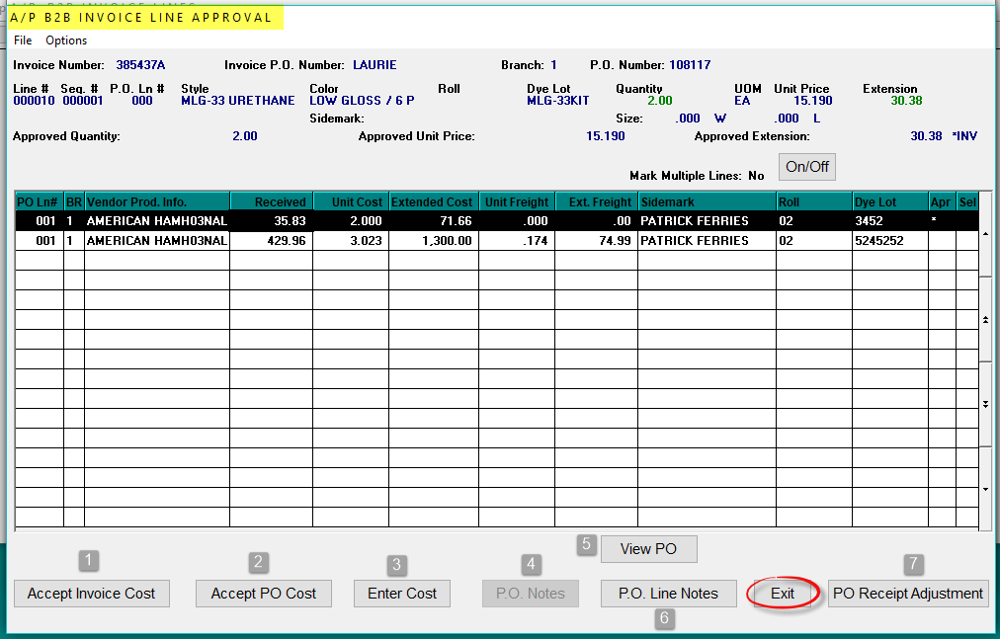 A/P B2B INVOICE LINES
A/P B2B INVOICE LINE APPROVAL
File Options
Invoice Number: 385437A Invoice P.O. Number: LAURIE Branch: 1 P.O. Number: 108117
Line # Seq. # P.O. Ln # Style Color Roll Dye Lot Quantity UOM Unit Price Extension
000010 000001 000 MLG-33 URETHANE LOW GLOSS / 6 P MLG-33KIT 2.00 EA 15.190 30.38
Sidemark: Size: .000 W .000 L
Approved Quantity: 2.00 Approved Unit Price: 15.190 Approved Extension: 30.38 *INV
Mark Multiple Lines: No On/Off
PO Ln# BR Vendor Prod. Info. Received Unit Cost Extended Cost Unit Freight Ext. Freight Sidemark Roll Dye Lot Apr Sel
001 1 AMERICAN HAMH03NAL 35.83 2.000 71.66 .000 .00 PATRICK FERRIES 02 3452 *
001 1 AMERICAN HAMH03NAL 429.96 3.023 1,300.00 .174 74.99 PATRICK FERRIES 02 5245252
5 View PO
1 2 3 4 7
Accept Invoice Cost Accept PO Cost Enter Cost P.O. Notes P.O. Line Notes Exit PO Receipt Adjustment
6